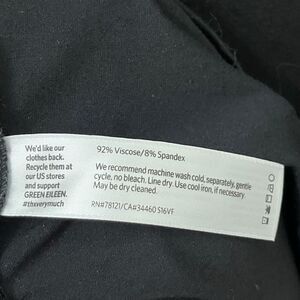 We'd like our
clothes back.
Recycle them at
our US stores
and support
GREEN EILEEN.
#thxverymuch
92% Viscose/8% Spandex
We recommend machine wash cold, separately, gentle
cycle, no bleach. Line dry. Use cool iron, if necessary
May be dry cleaned.
RN#78121/CA#34460 S16VF